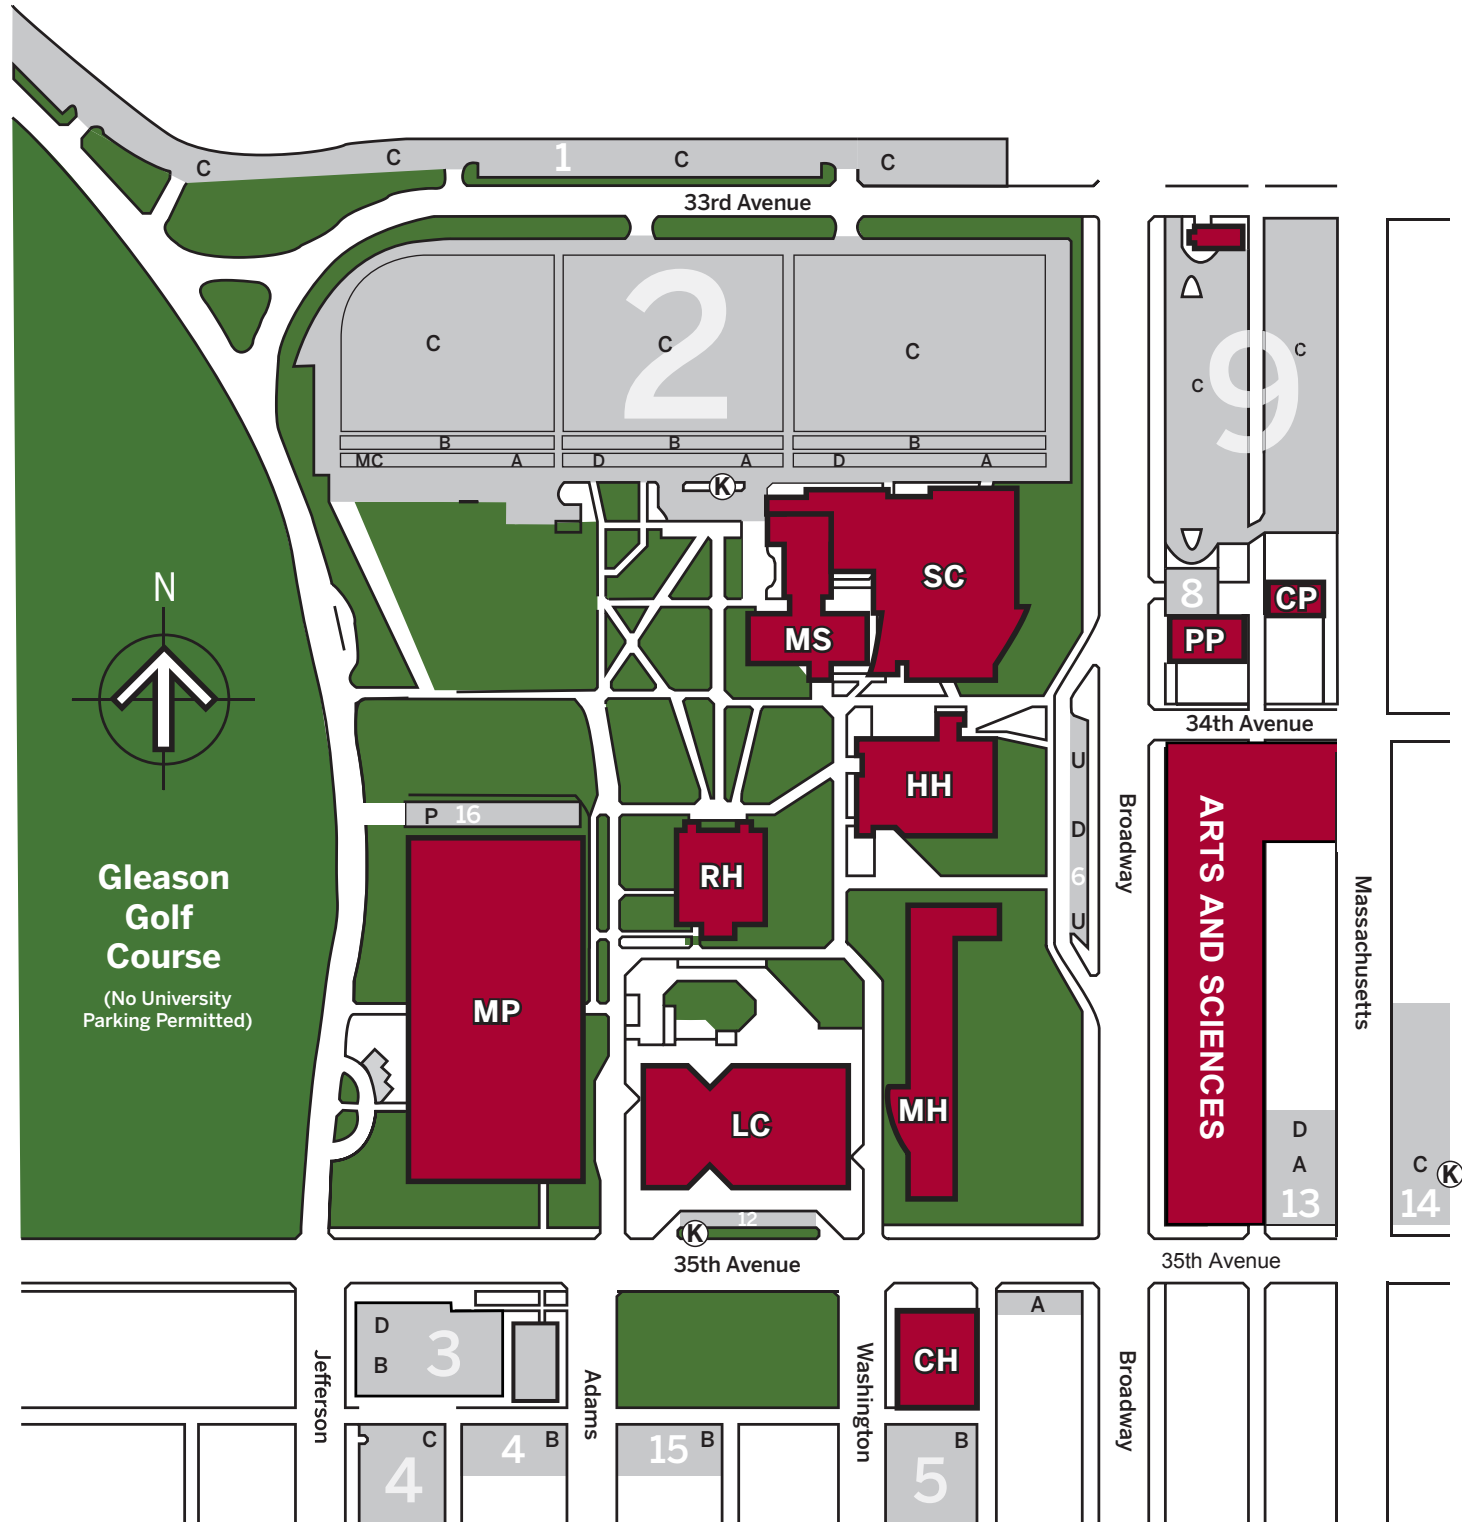 C
C
1
C
C
33rd Avenue
2
C
C
C
B
B
B
MC
A
D
A
D
A
K
9
C
C
N
SC
MS
8
CP
PP
34th Avenue
HH
U
D
6
U
Broadway
P
16
RH
Gleason
Golf
Course
(No University
Parking Permitted)
MP
LC
MH
ARTS AND SCIENCES
Massachusetts
D
A
13
C
K
14
12
K
35th Avenue
35th Avenue
D
B
3
A
CH
Jefferson
Adams
Washington
Broadway
C
4
4
B
15
B
B
5